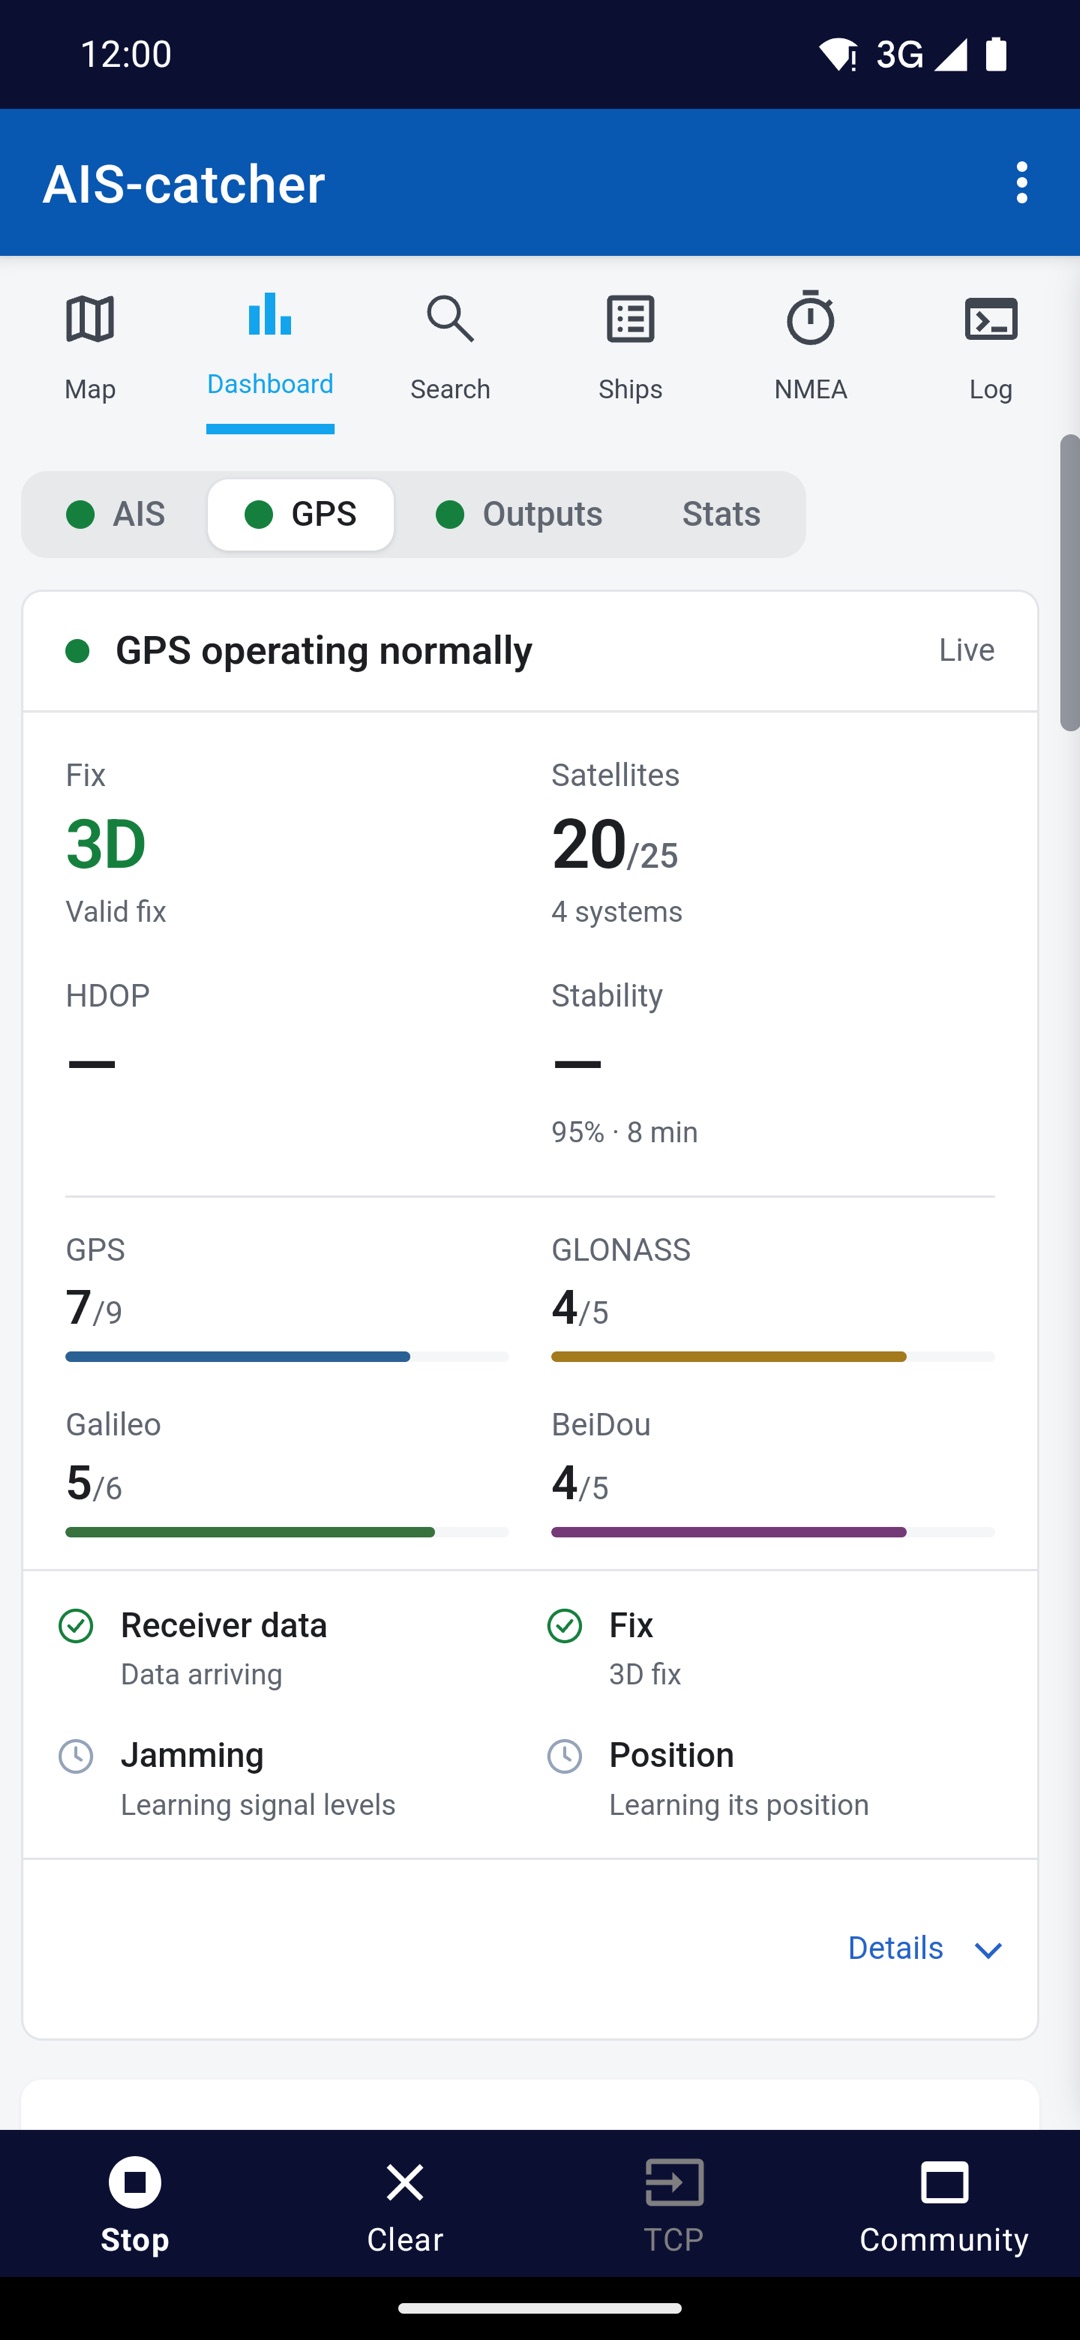 12:00
3G
AIS-catcher
Map
Dashboard
Search
Ships
NMEA
Log
AIS
GPS
Outputs
Stats
GPS operating normally
Live
Fix
Satellites
3D
20/25
Valid fix
4 systems
HDOP
Stability
—
—
95% · 8 min
GPS
GLONASS
7/9
4/5
Galileo
BeiDou
5/6
4/5
Receiver data
Fix
Data arriving
3D fix
Jamming
Position
Learning signal levels
Learning its position
Details
Stop
Clear
TCP
Community